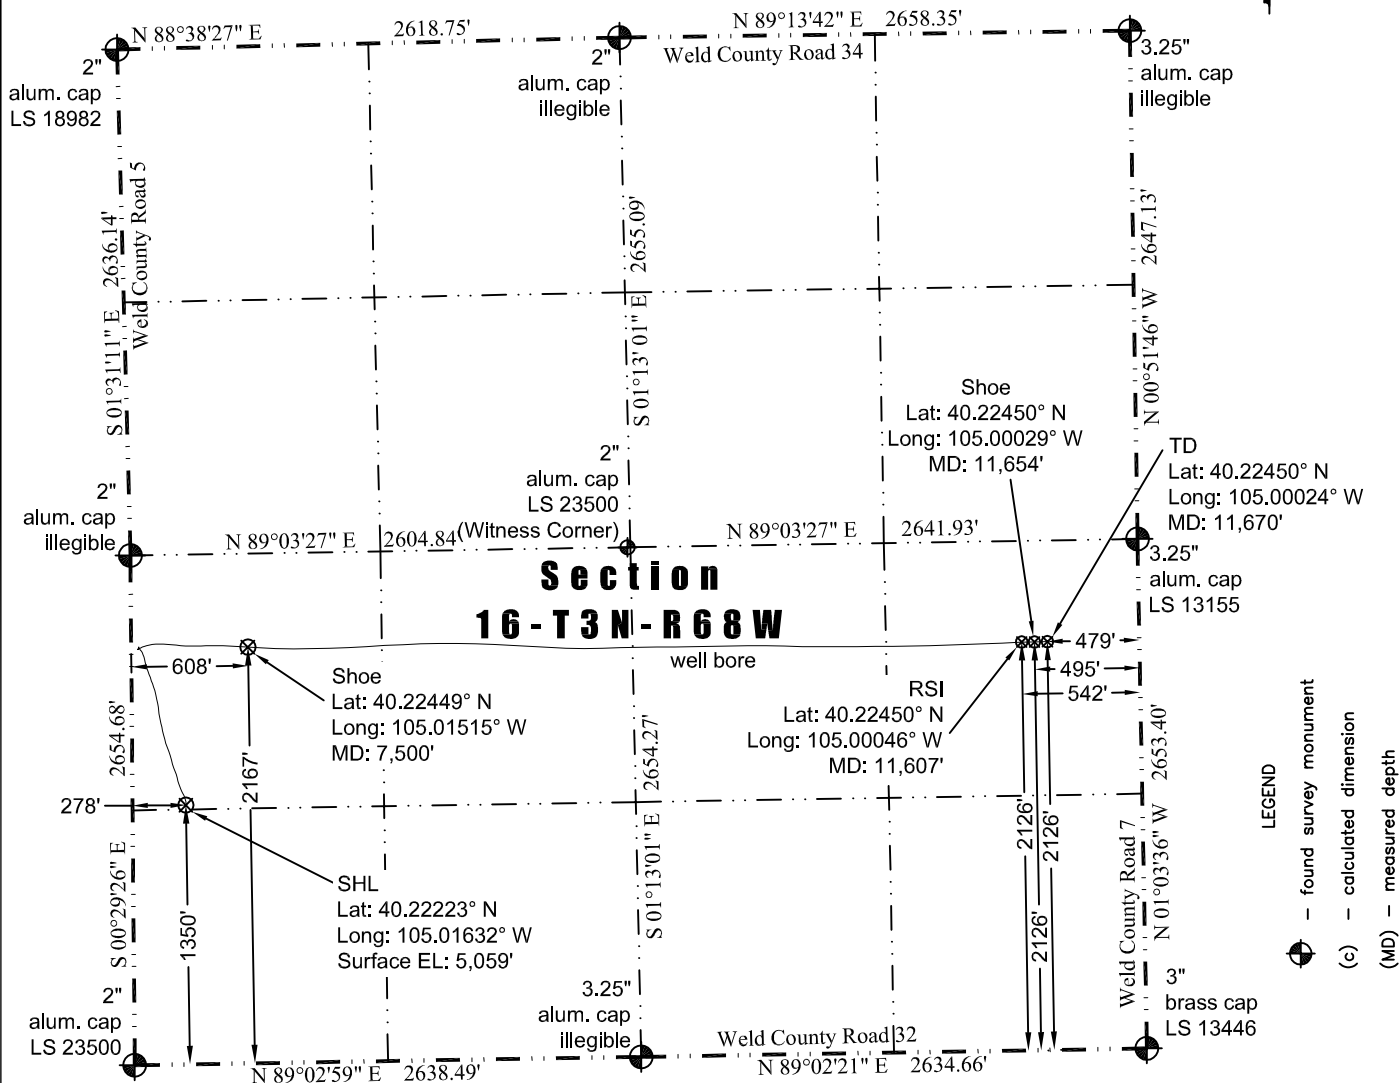 N 88°38'27" E 2618.75'
N 89°13'42" E 2658.35'
Weld County Road 34
2"
alum. cap
LS 18982
2"
alum. cap
illegible
3.25"
alum. cap
illegible
Weld County Road 5
S 01°31'11" E 2636.14'
S 01°13' 01" E 2655.09'
N 00°51'46" W 2647.13'
Shoe
Lat: 40.22450° N
Long: 105.00029° W
MD: 11,654'
TD
Lat: 40.22450° N
Long: 105.00024° W
MD: 11,670'
2"
alum. cap
illegible
2"
alum. cap
LS 23500
(Witness Corner)
N 89°03'27" E 2604.84'
N 89°03'27" E 2641.93'
3.25"
alum. cap
LS 13155
Section
16-T3N-R68W
well bore
608'
479'
495'
542'
Shoe
Lat: 40.22449° N
Long: 105.01515° W
MD: 7,500'
RSI
Lat: 40.22450° N
Long: 105.00046° W
MD: 11,607'
278'
2167'
1350'
2126'
2126'
2126'
S 00°29'26" E 2654.68'
S 01°13'01" E 2654.27'
N 01°03'36" W 2653.40'
Weld County Road 7
SHL
Lat: 40.22223° N
Long: 105.01632° W
Surface EL: 5,059'
2"
alum. cap
LS 23500
3.25"
alum. cap
illegible
3"
brass cap
LS 13446
Weld County Road 32
N 89°02'59" E 2638.49'
N 89°02'21" E 2634.66'
LEGEND
– found survey monument
(c) – calculated dimension
(MD) – measured depth